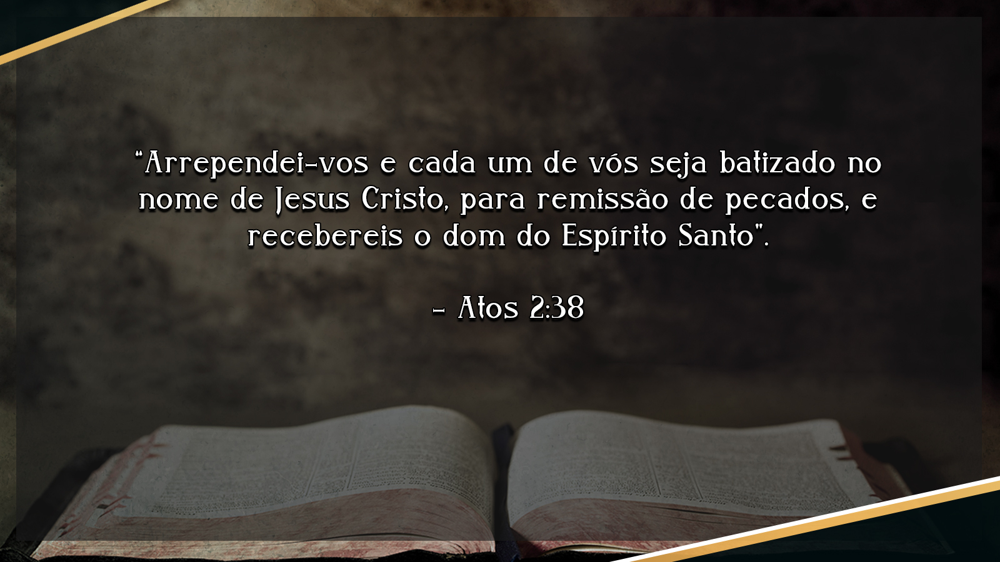 “Arrependei-vos e cada um de vós seja batizado no
nome de Jesus Cristo, para remissão de pecados, e
recebereis o dom do Espírito Santo".
- Atos 2:38